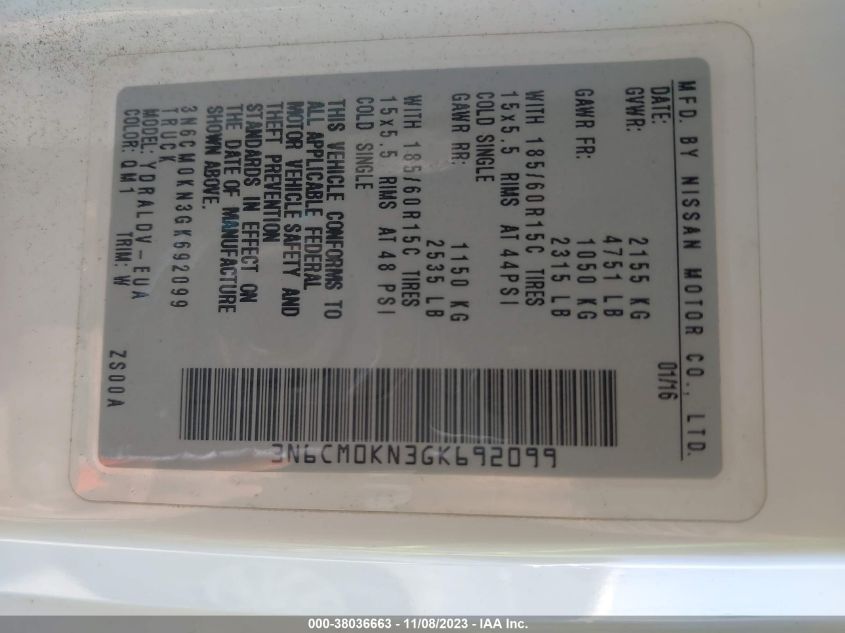 MFD. BY NISSAN MOTOR CO., LTD.
DATE: 01/16
GVWR: 2155 KG
4751 LB
GAWR FR: 1050 KG
2315 LB
WITH 185/60R15C TIRES
15x5.5 RIMS AT 44PSI
COLD SINGLE
GAWR RR: 1150 KG
2535 LB
WITH 185/60R15C TIRES
15x5.5 RIMS AT 48 PSI
COLD SINGLE
THIS VEHICLE CONFORMS TO
ALL APPLICABLE FEDERAL
MOTOR VEHICLE SAFETY AND
THEFT PREVENTION
STANDARDS IN EFFECT ON
THE DATE OF MANUFACTURE
SHOWN ABOVE.
3N6CM0KN3GK692099
TRUCK
MODEL: YDRALDV-EUA
COLOR: QM1 TRIM: W
ZS00A
3N6CM0KN3GK692099
000-38036663 - 11/08/2023 - IAA Inc.